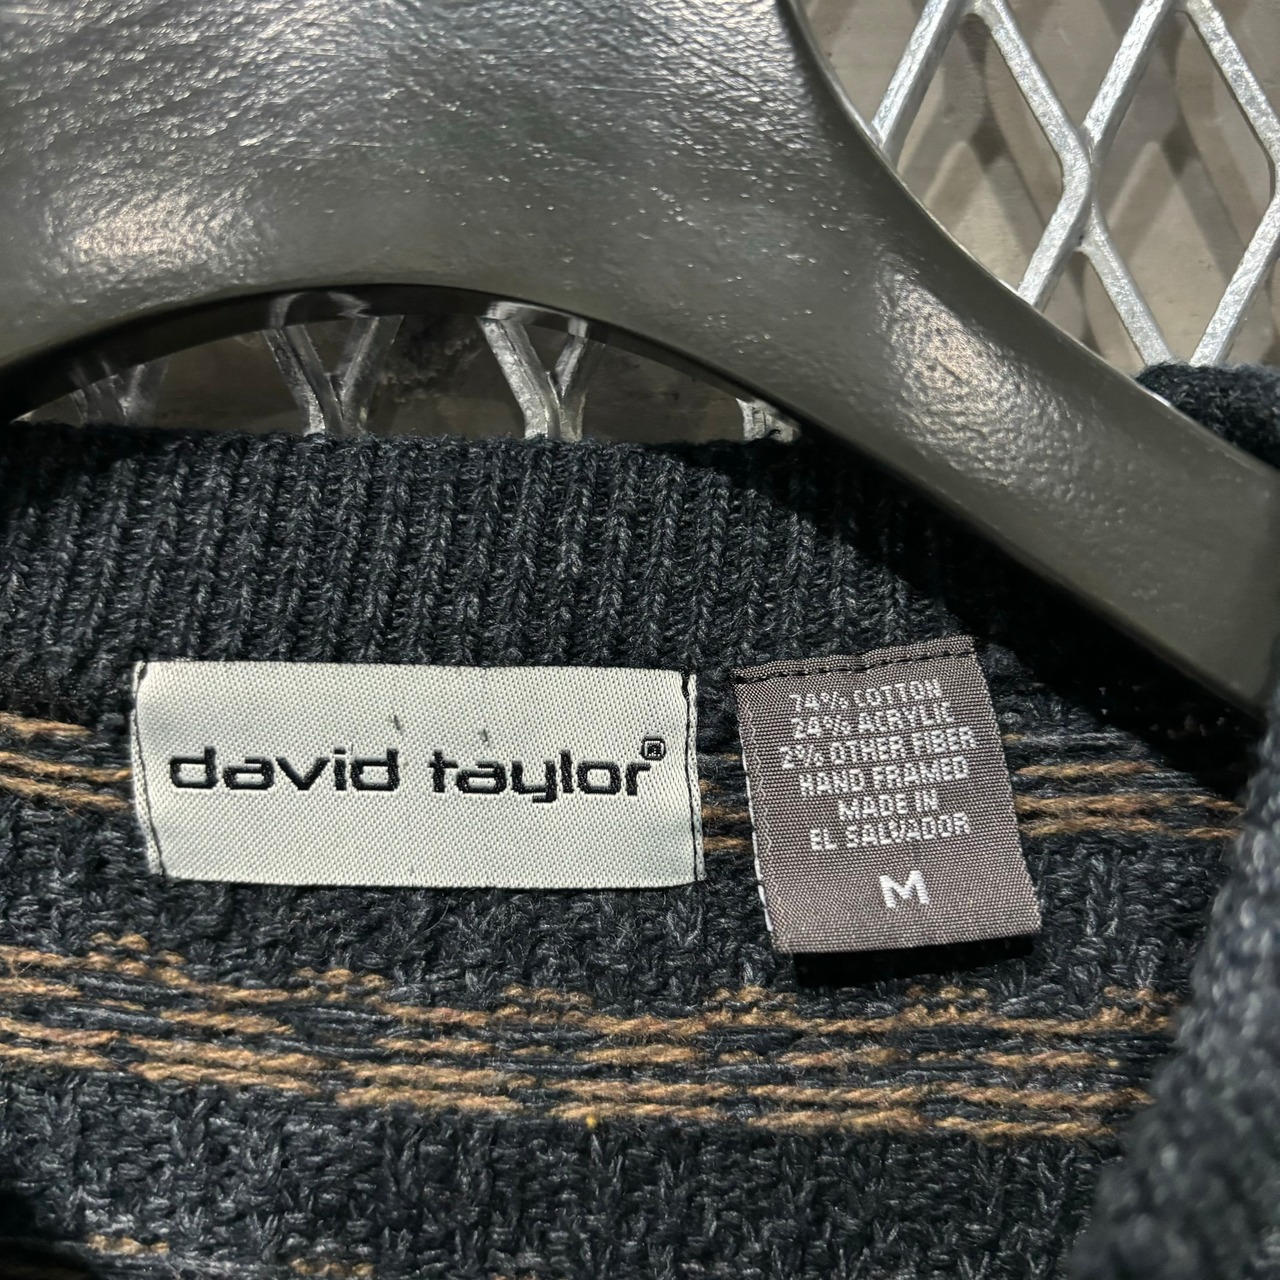 david taylor®
74% COTTON
24% ACRYLIC
2% OTHER FIBER
HAND FRAMED
MADE IN
EL SALVADOR
M